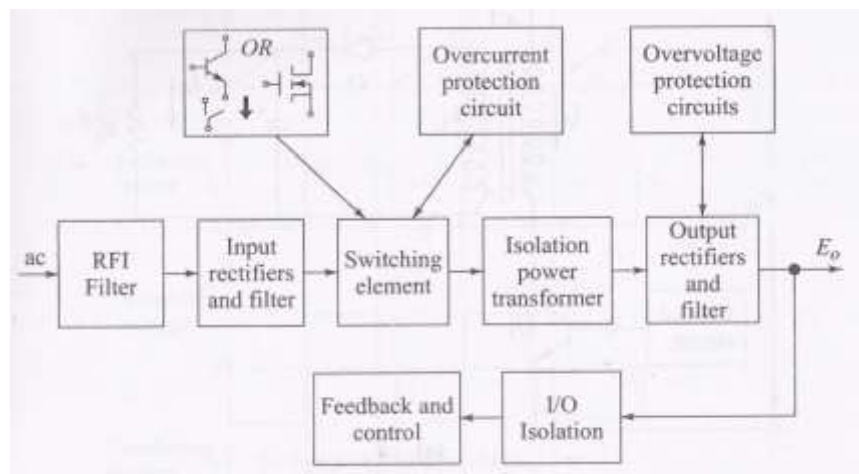 OR
Overcurrent
protection
circuit
Overvoltage
protection
circuits
ac
RFI
Filter
Input
rectifiers
and filter
Switching
element
Isolation
power
transformer
Output
rectifiers
and
filter
Eo
Feedback and
control
I/O
Isolation